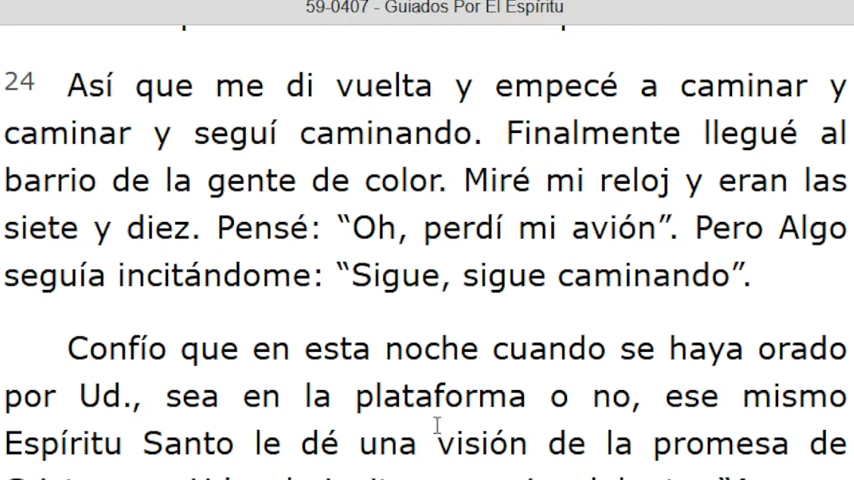 59-0407 - Guiados Por El Espíritu
24 Así que me di vuelta y empecé a caminar y
caminar y seguí caminando. Finalmente llegué al
barrio de la gente de color. Miré mi reloj y eran las
siete y diez. Pensé: “Oh, perdí mi avión”. Pero Algo
seguía incitándome: “Sigue, sigue caminando”.
Confío que en esta noche cuando se haya orado
por Ud., sea en la plataforma o no, ese mismo
Espíritu Santo le dé una visión de la promesa de